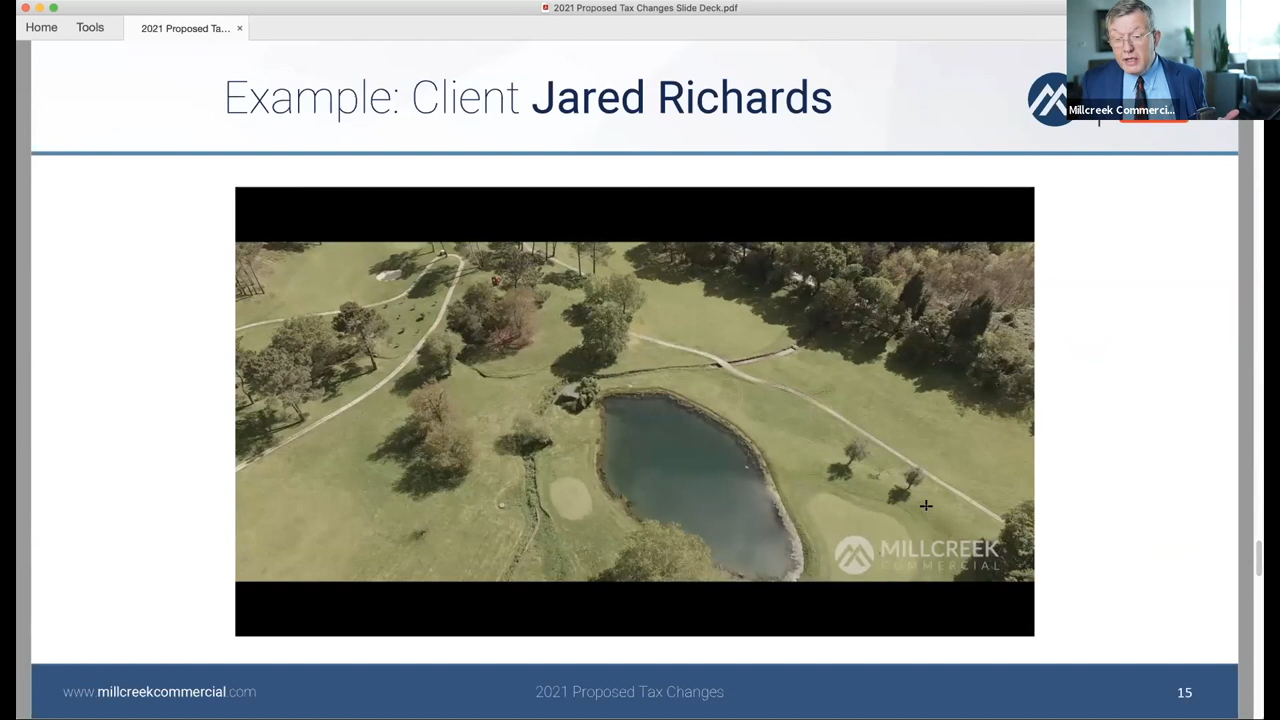 2021 Proposed Tax Changes Slide Deck.pdf
Home Tools 2021 Proposed Ta... ×
Example: Client Jared Richards
Millcreek Commerci...
MILLCREEK
COMMERCIAL
www.millcreekcommercial.com 2021 Proposed Tax Changes 15